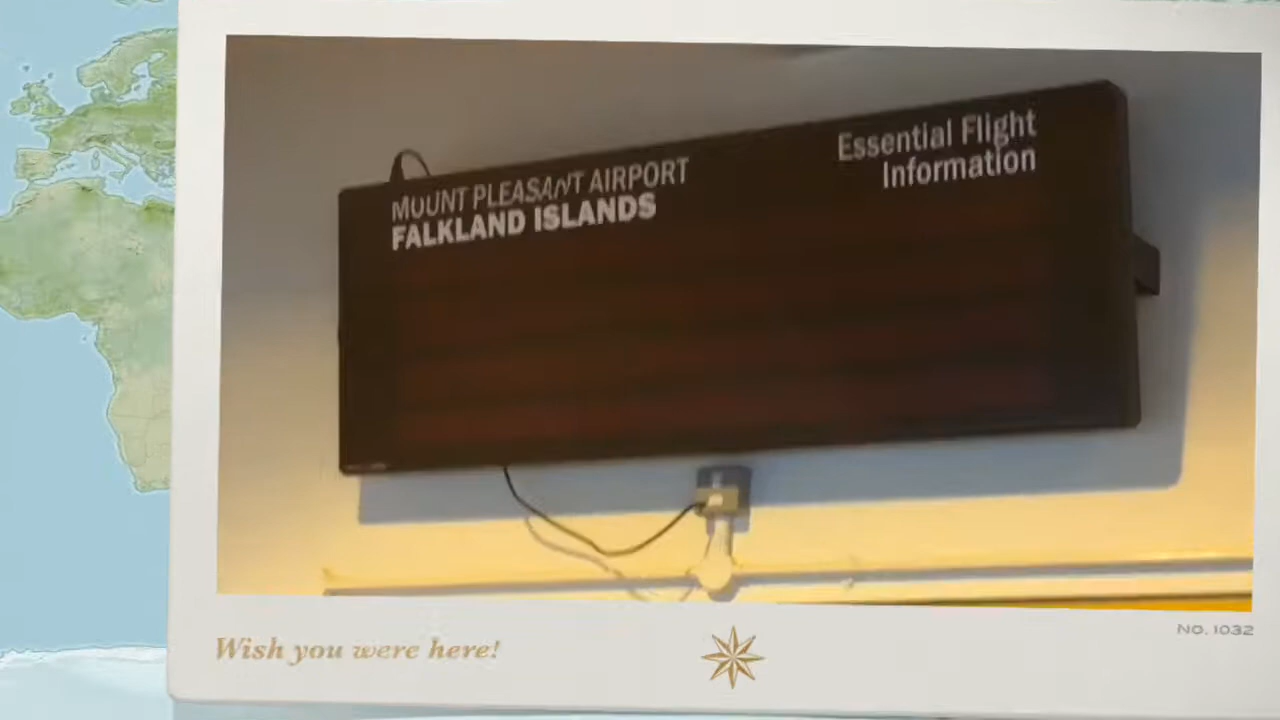 MOUNT PLEASANT AIRPORT
FALKLAND ISLANDS
Essential Flight
Information
Wish you were here!
NO. 1032